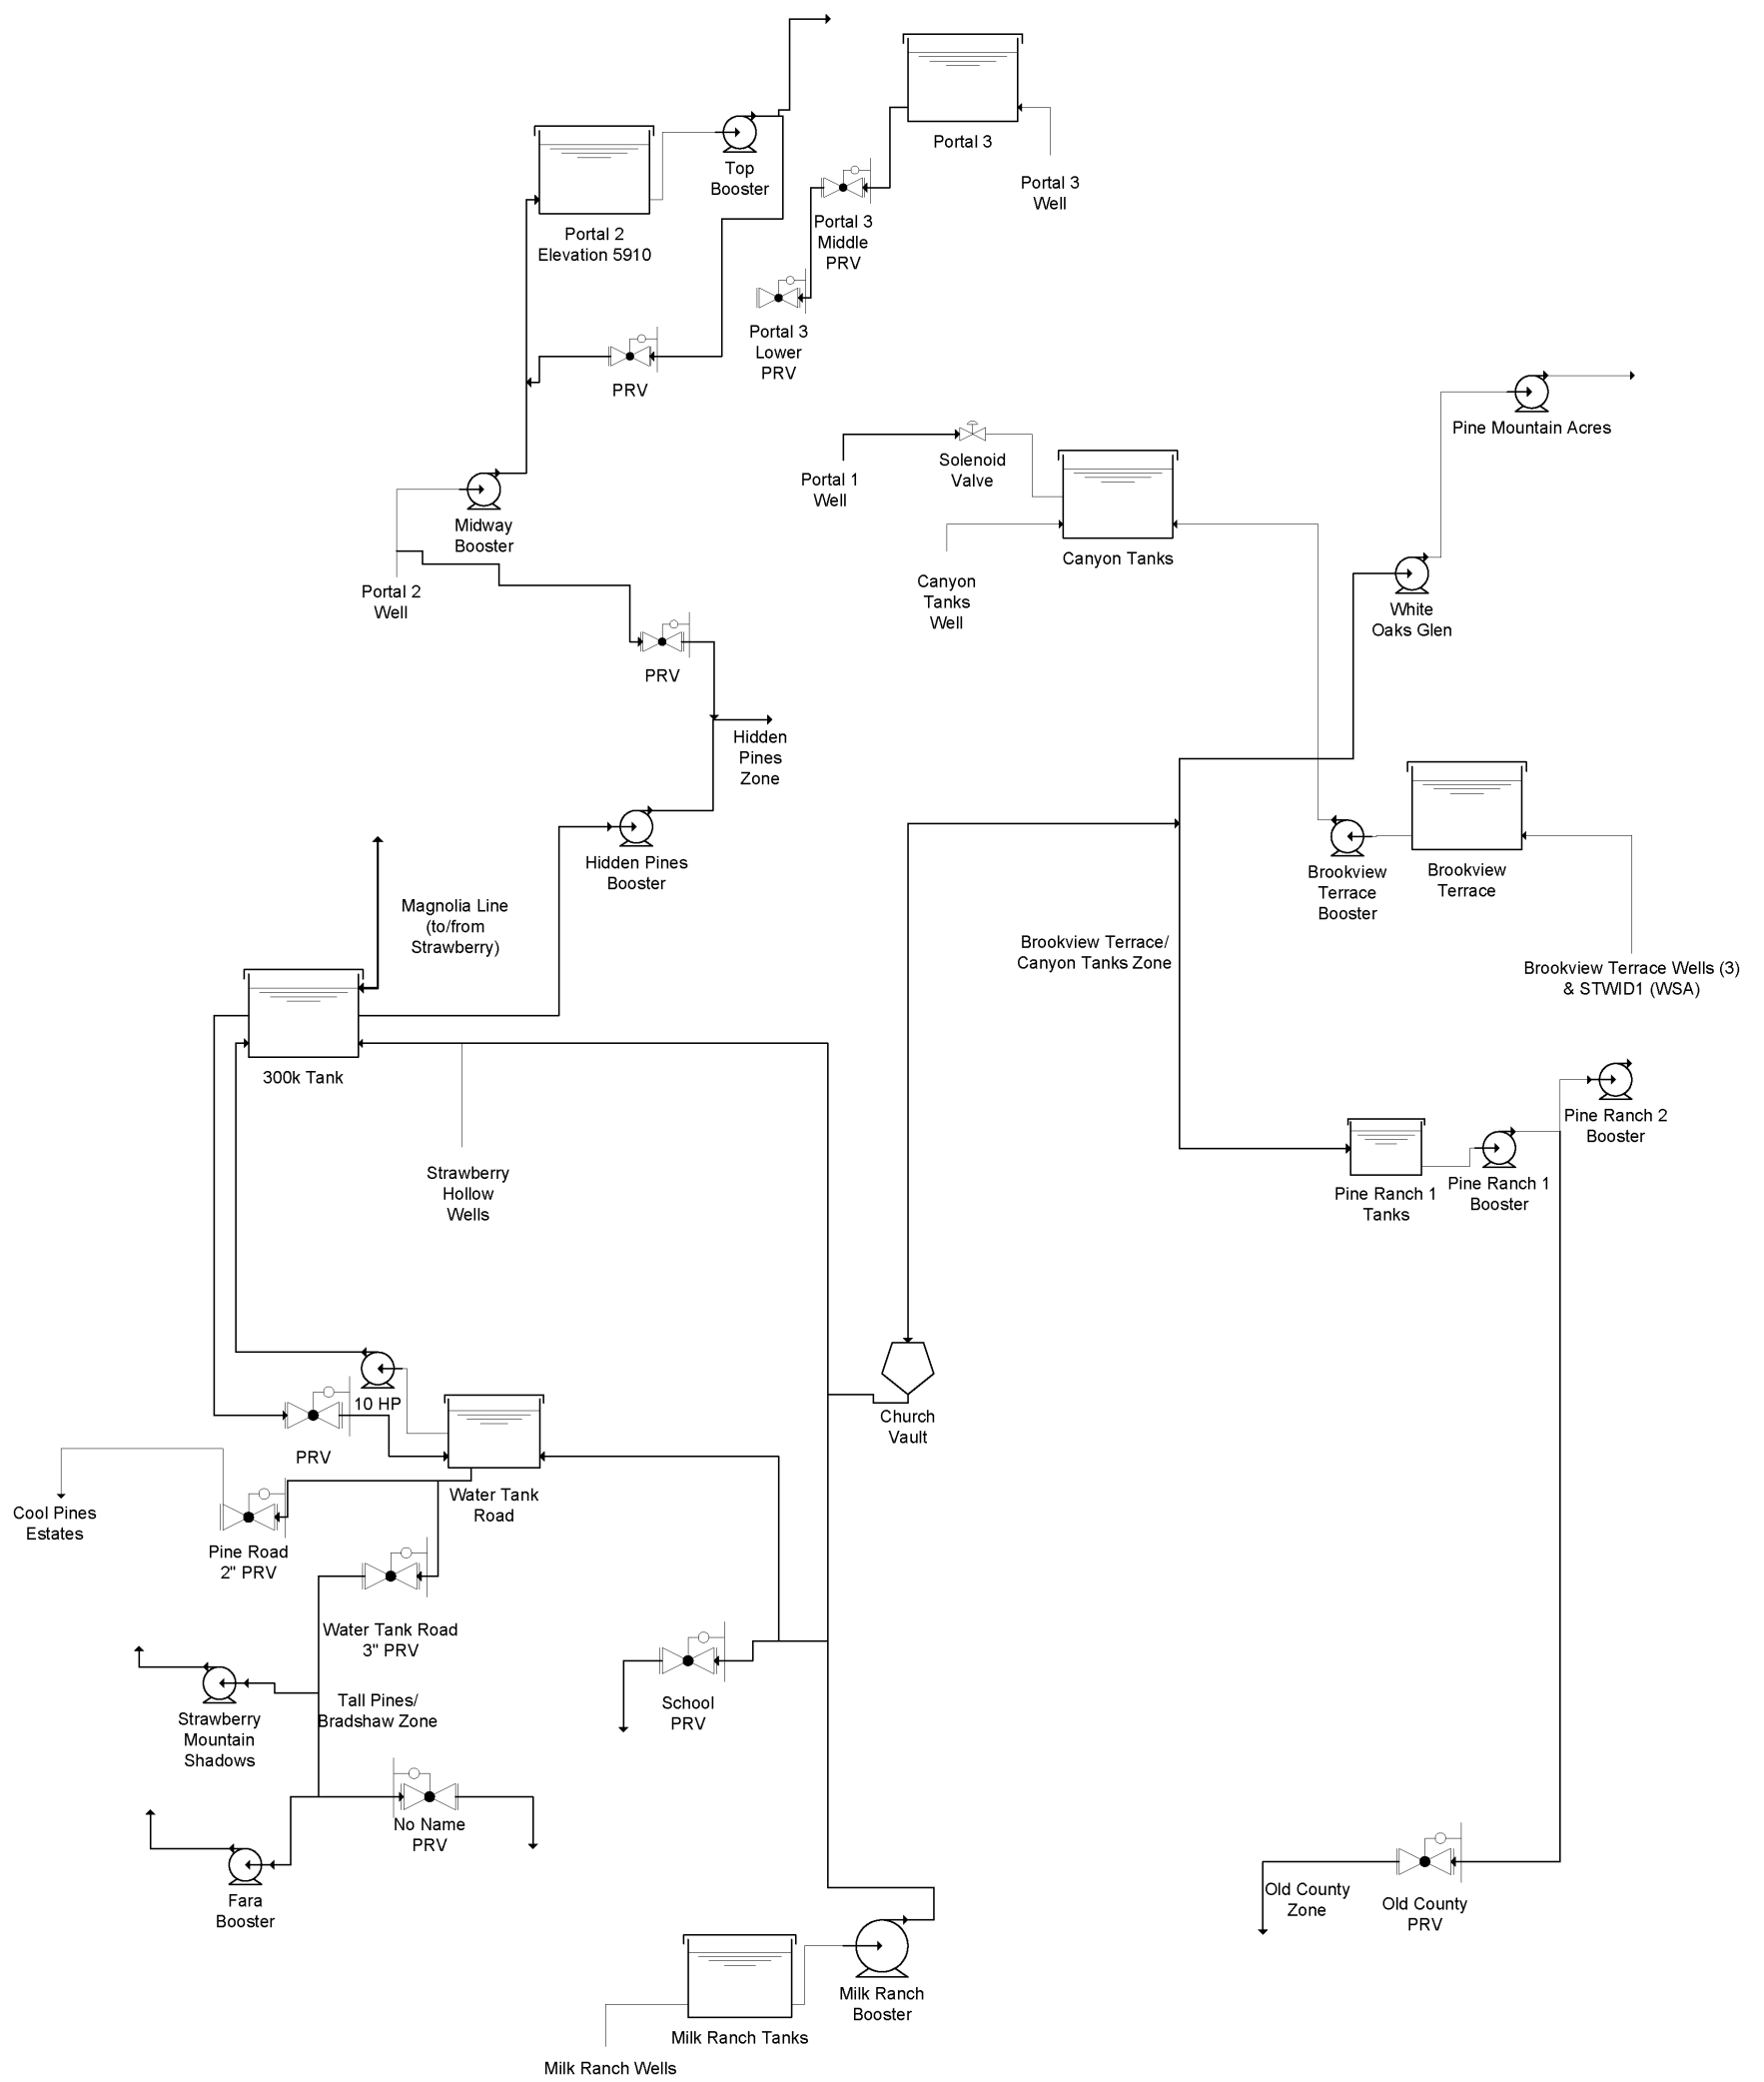 Portal 3
Top
Booster
Portal 3
Well
Portal 2
Elevation 5910
Portal 3
Middle
PRV
Portal 3
Lower
PRV
PRV
Pine Mountain Acres
Solenoid
Valve
Portal 1
Well
Midway
Booster
Canyon Tanks
Canyon
Tanks
Well
Portal 2
Well
White
Oaks Glen
PRV
Hidden
Pines
Zone
Hidden Pines
Booster
Brookview
Terrace
Booster
Brookview
Terrace
Magnolia Line
(to/from
Strawberry)
Brookview Terrace/
Canyon Tanks Zone
Brookview Terrace Wells (3)
& STWID1 (WSA)
300k Tank
Pine Ranch 2
Booster
Strawberry
Hollow
Wells
Pine Ranch 1
Tanks
Pine Ranch 1
Booster
10 HP
Church
Vault
PRV
Water Tank
Road
Cool Pines
Estates
Pine Road
2" PRV
Water Tank Road
3" PRV
Tall Pines/
Bradshaw Zone
School
PRV
Strawberry
Mountain
Shadows
No Name
PRV
Fara
Booster
Old County
Zone
Old County
PRV
Milk Ranch
Booster
Milk Ranch Tanks
Milk Ranch Wells